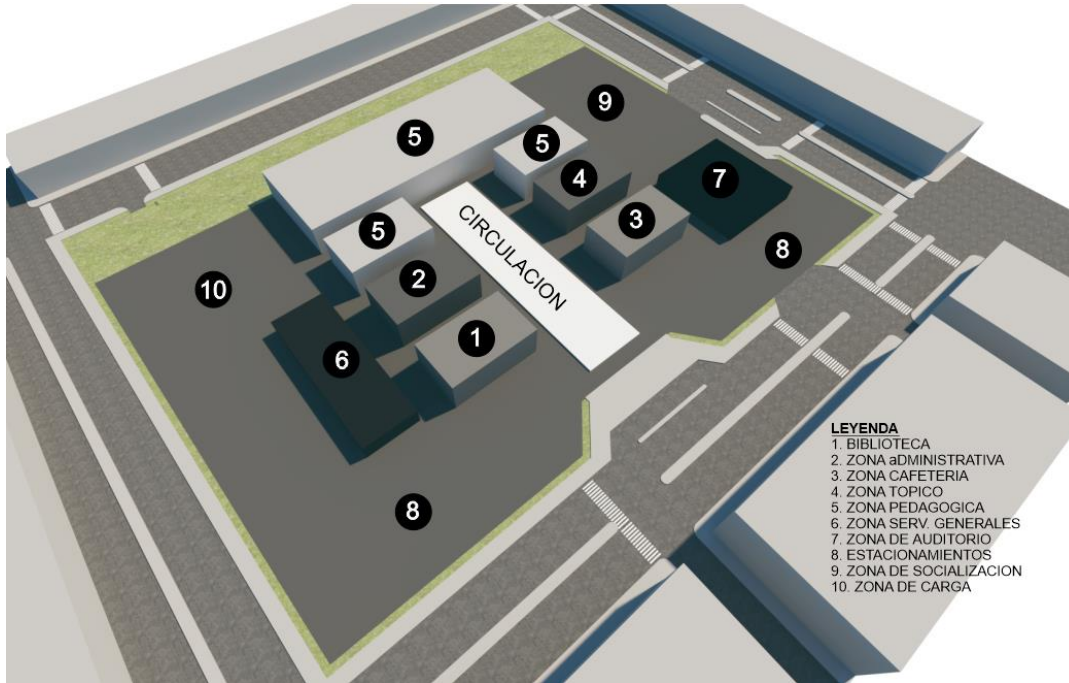 9
5
5
4
7
3
5
CIRCULACION
8
2
10
1
6
8
LEYENDA
1. BIBLIOTECA
2. ZONA aDMINISTRATIVA
3. ZONA CAFETERIA
4. ZONA TOPICO
5. ZONA PEDAGOGICA
6. ZONA SERV. GENERALES
7. ZONA DE AUDITORIO
8. ESTACIONAMIENTOS
9. ZONA DE SOCIALIZACION
10. ZONA DE CARGA